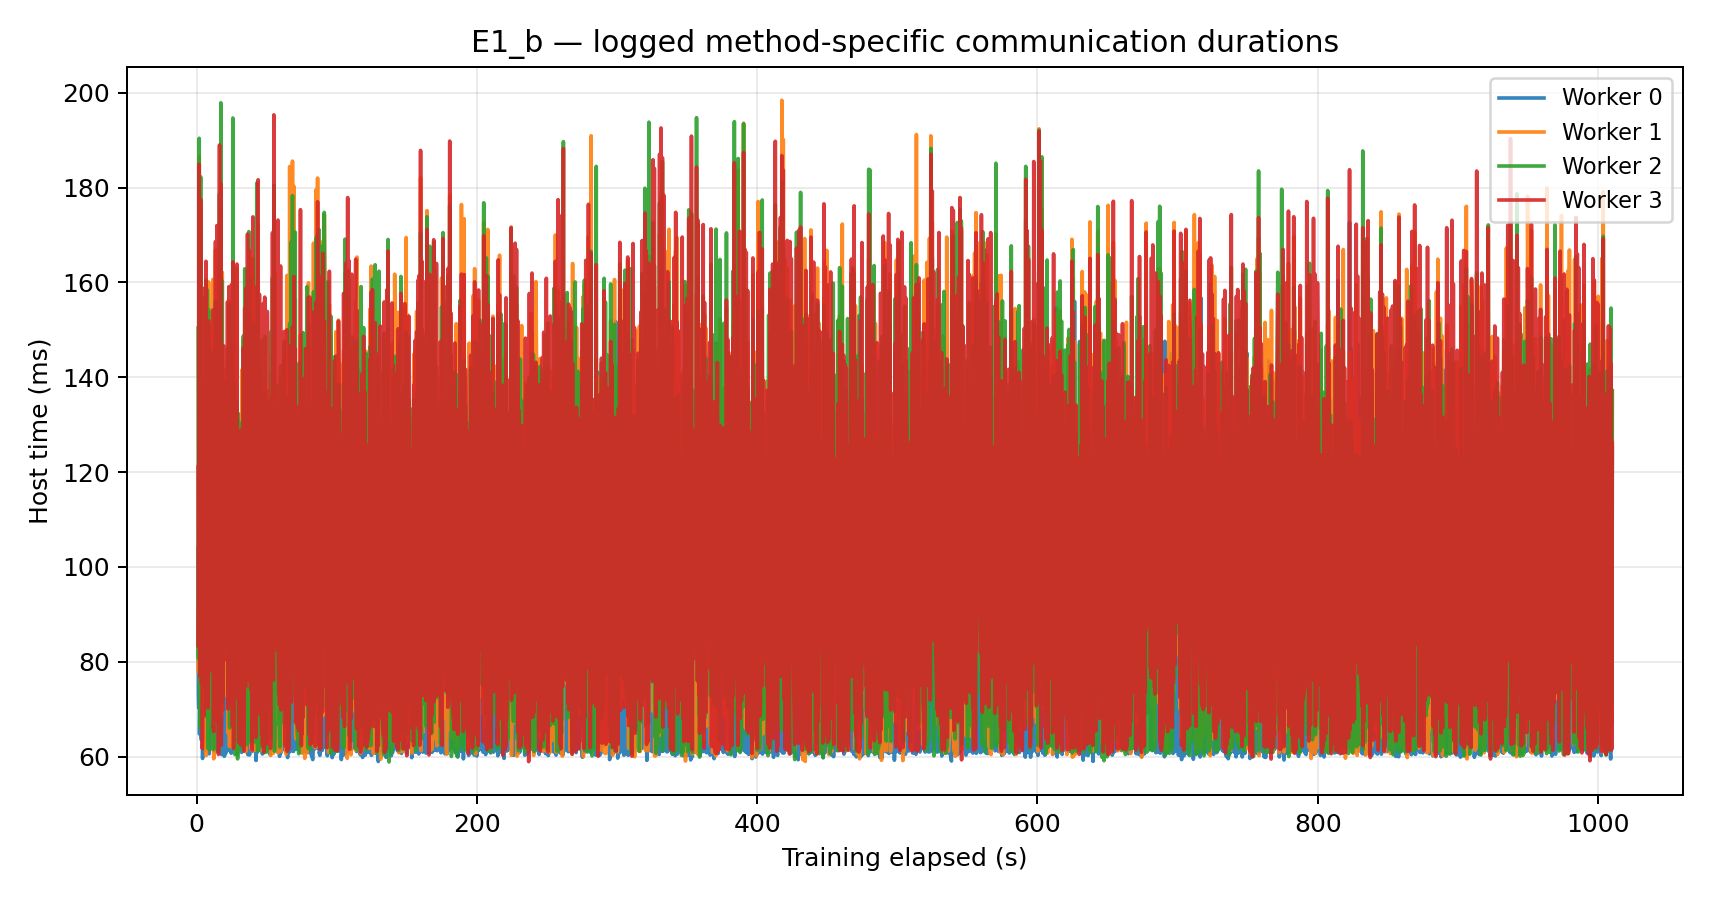 E1_b — logged method-specific communication durations
Host time (ms)
200
180
160
140
120
100
80
60
Worker 0
Worker 1
Worker 2
Worker 3
0 200 400 600 800 1000
Training elapsed (s)